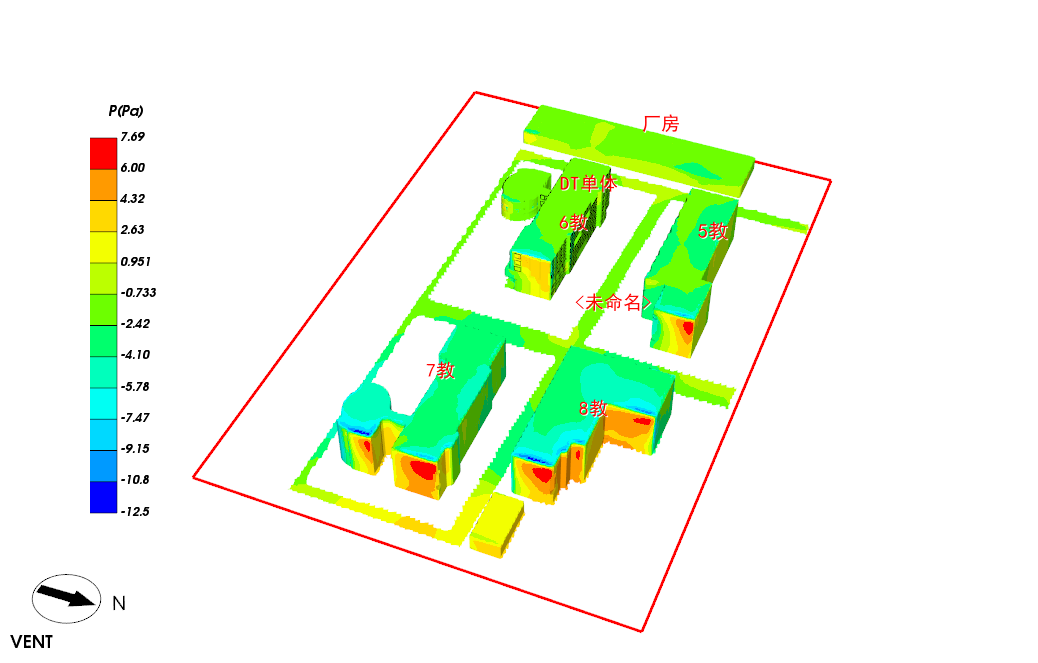 P(Pa)
7.69
6.00
4.32
2.63
0.951
-0.733
-2.42
-4.10
-5.78
-7.47
-9.15
-10.8
-12.5
厂房
DT单体
6教
5教
<未命名>
7教
8教
N
VENT